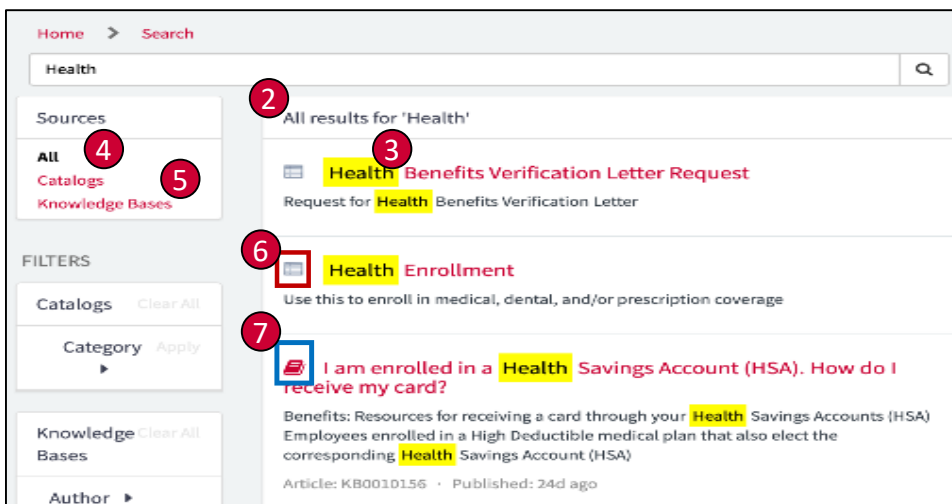 Home > Search
Health
2
Sources
All results for 'Health'
3
All 4
Health Benefits Verification Letter Request
Catalogs 5
Knowledge Bases
Request for Health Benefits Verification Letter
6
FILTERS
Health Enrollment
Catalogs Clear All
Use this to enroll in medical, dental, and/or prescription coverage
7
Category Apply
I am enrolled in a Health Savings Account (HSA). How do I
receive my card?
Benefits: Resources for receiving a card through your Health Savings Accounts (HSA)
Knowledge Clear All
Bases
Employees enrolled in a High Deductible medical plan that also elect the
corresponding Health Savings Account (HSA)
Article: KB0010156 · Published: 24d ago
Author